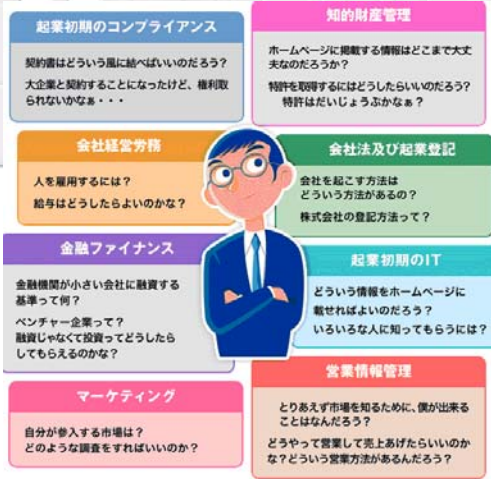 起業初期のコンプライアンス
契約書はどういう風に結べばいいのだろう？
大企業と契約することになったけど、権利取
られないかなぁ・・・
知的財産管理
ホームページに掲載する情報はどこまで大丈
夫なのだろうか？
特許を取得するにはどうしたらいいのだろう？
特許はだいじょうぶかなぁ？
会社経営労務
人を雇用するには？
給与はどうしたらよいのかな？
会社法及び起業登記
会社を起こす方法は
どういう方法があるの？
株式会社の登記方法って？
金融ファイナンス
金融機関が小さい会社に融資する
基準って何？
ベンチャー企業って？
融資じゃなくて投資ってどうしたら
してもらえるのかな？
起業初期のIT
どういう情報をホームページに
載せればよいのだろう？
いろいろな人に知ってもらうには？
マーケティング
自分が参入する市場は？
どのような調査をすればいいのか？
営業情報管理
とりあえず市場を知るために、僕が出来る
ことはなんだろう？
どうやって営業して売上あげたらいいのか
な？どういう営業方法があるんだろう？